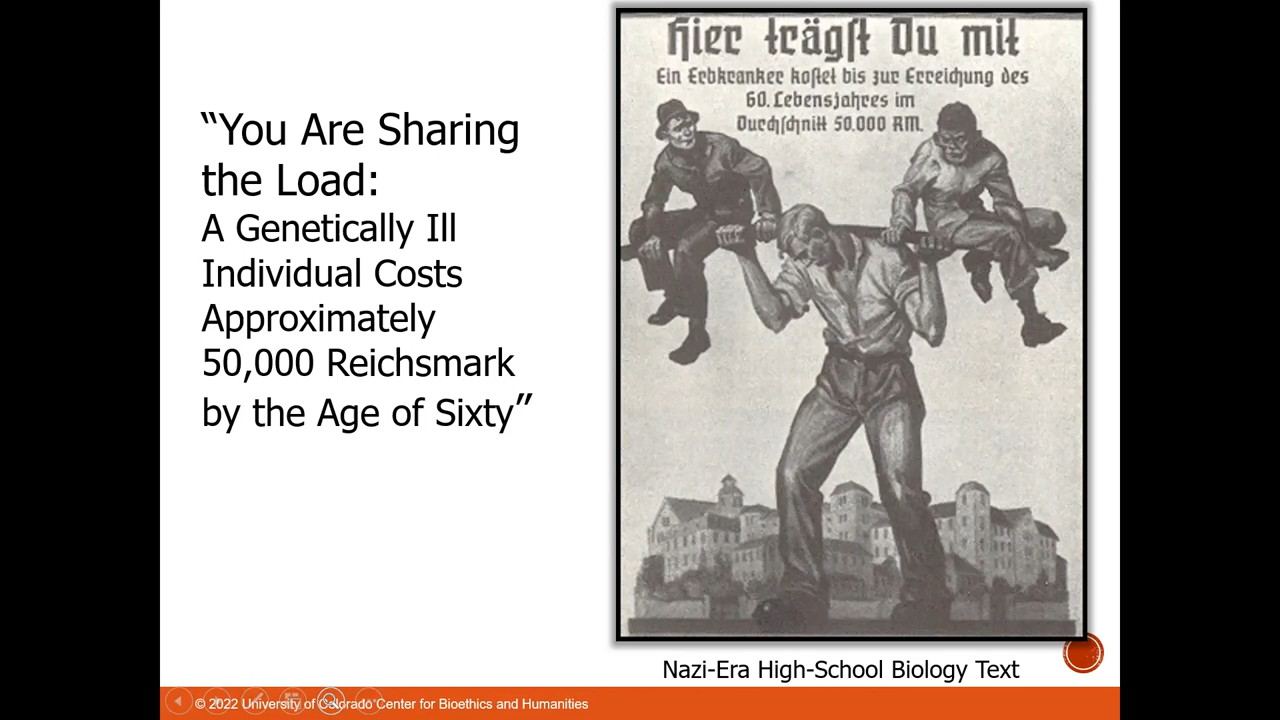 “You Are Sharing
the Load:
A Genetically Ill
Individual Costs
Approximately
50,000 Reichsmark
by the Age of Sixty”
Hier trägst Du mit
Ein Erbkranker kostet bis zur Erreichung des
60. Lebensjahres im
Durchschnitt 50.000 RM.
Nazi-Era High-School Biology Text
© 2022 University of Colorado Center for Bioethics and Humanities